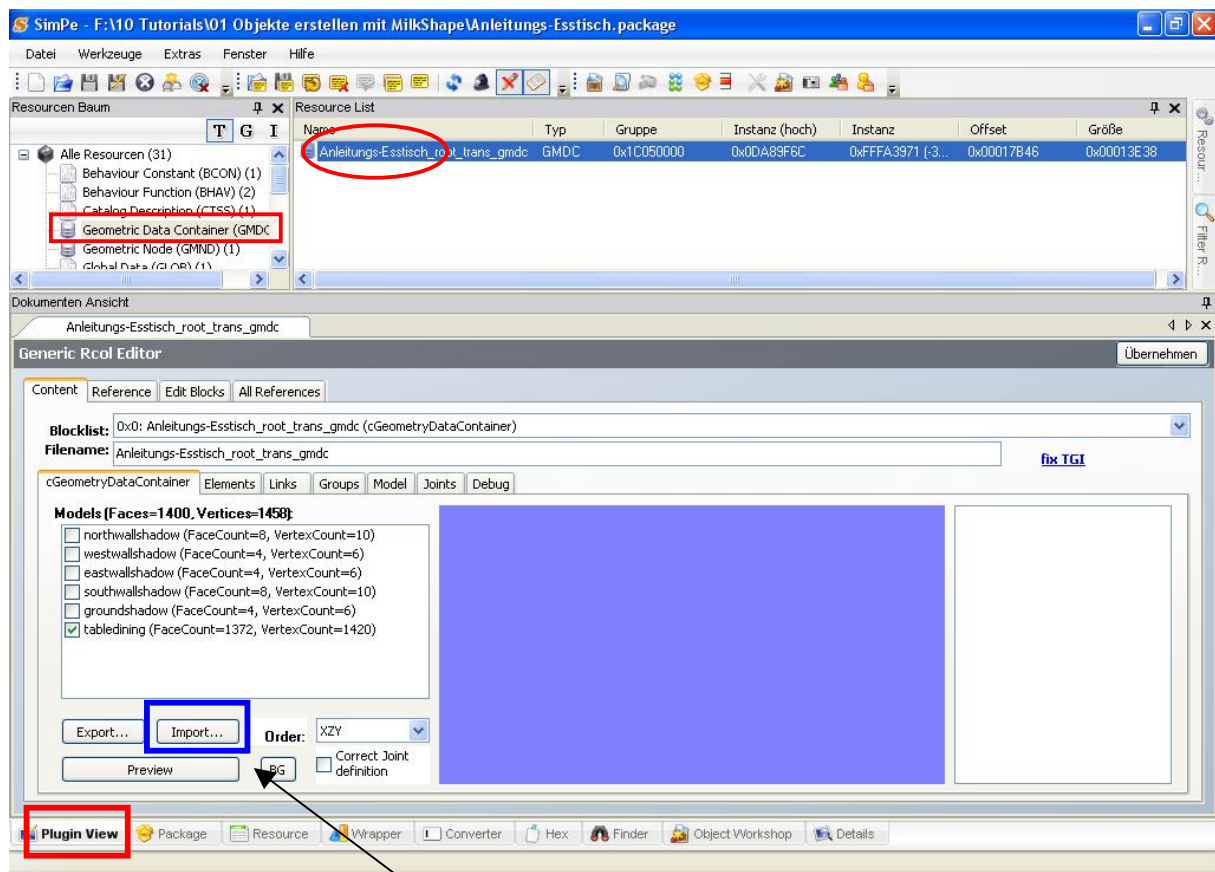 SimPe - F:\10 Tutorials\01 Objekte erstellen mit MilkShape\Anleitungs-Esstisch.package
Datei Werkzeuge Extras Fenster Hilfe
Resourcen Baum
Resource List
T G I
Name Typ Gruppe Instanz (hoch) Instanz Offset Größe
Anleitungs-Esstisch_root_trans_gmdc GMDC 0x1C050000 0x0DA89F6C 0xFFFA3971 (-3... 0x00017B46 0x00013E38
Alle Resourcen (31)
Behaviour Constant (BCON) (1)
Behaviour Function (BHAV) (2)
Catalog Description (CTSS) (1)
Geometric Data Container (GMDC
Geometric Node (GMND) (1)
Global Data (GLOB) (1)
Resour...
Filter R...
Dokumenten Ansicht
Anleitungs-Esstisch_root_trans_gmdc
Generic Rcol Editor
Übernehmen
Content Reference Edit Blocks All References
Blocklist: 0x0: Anleitungs-Esstisch_root_trans_gmdc (cGeometryDataContainer)
Filename: Anleitungs-Esstisch_root_trans_gmdc
fix TGI
cGeometryDataContainer Elements Links Groups Model Joints Debug
Models (Faces=1400, Vertices=1458):
northwallshadow (FaceCount=8, VertexCount=10)
westwallshadow (FaceCount=4, VertexCount=6)
eastwallshadow (FaceCount=4, VertexCount=6)
southwallshadow (FaceCount=8, VertexCount=10)
groundshadow (FaceCount=4, VertexCount=6)
tabledining (FaceCount=1372, VertexCount=1420)
Export... Import... Order: XZY
Preview BG Correct Joint
definition
Plugin View Package Resource Wrapper Converter Hex Finder Object Workshop Details